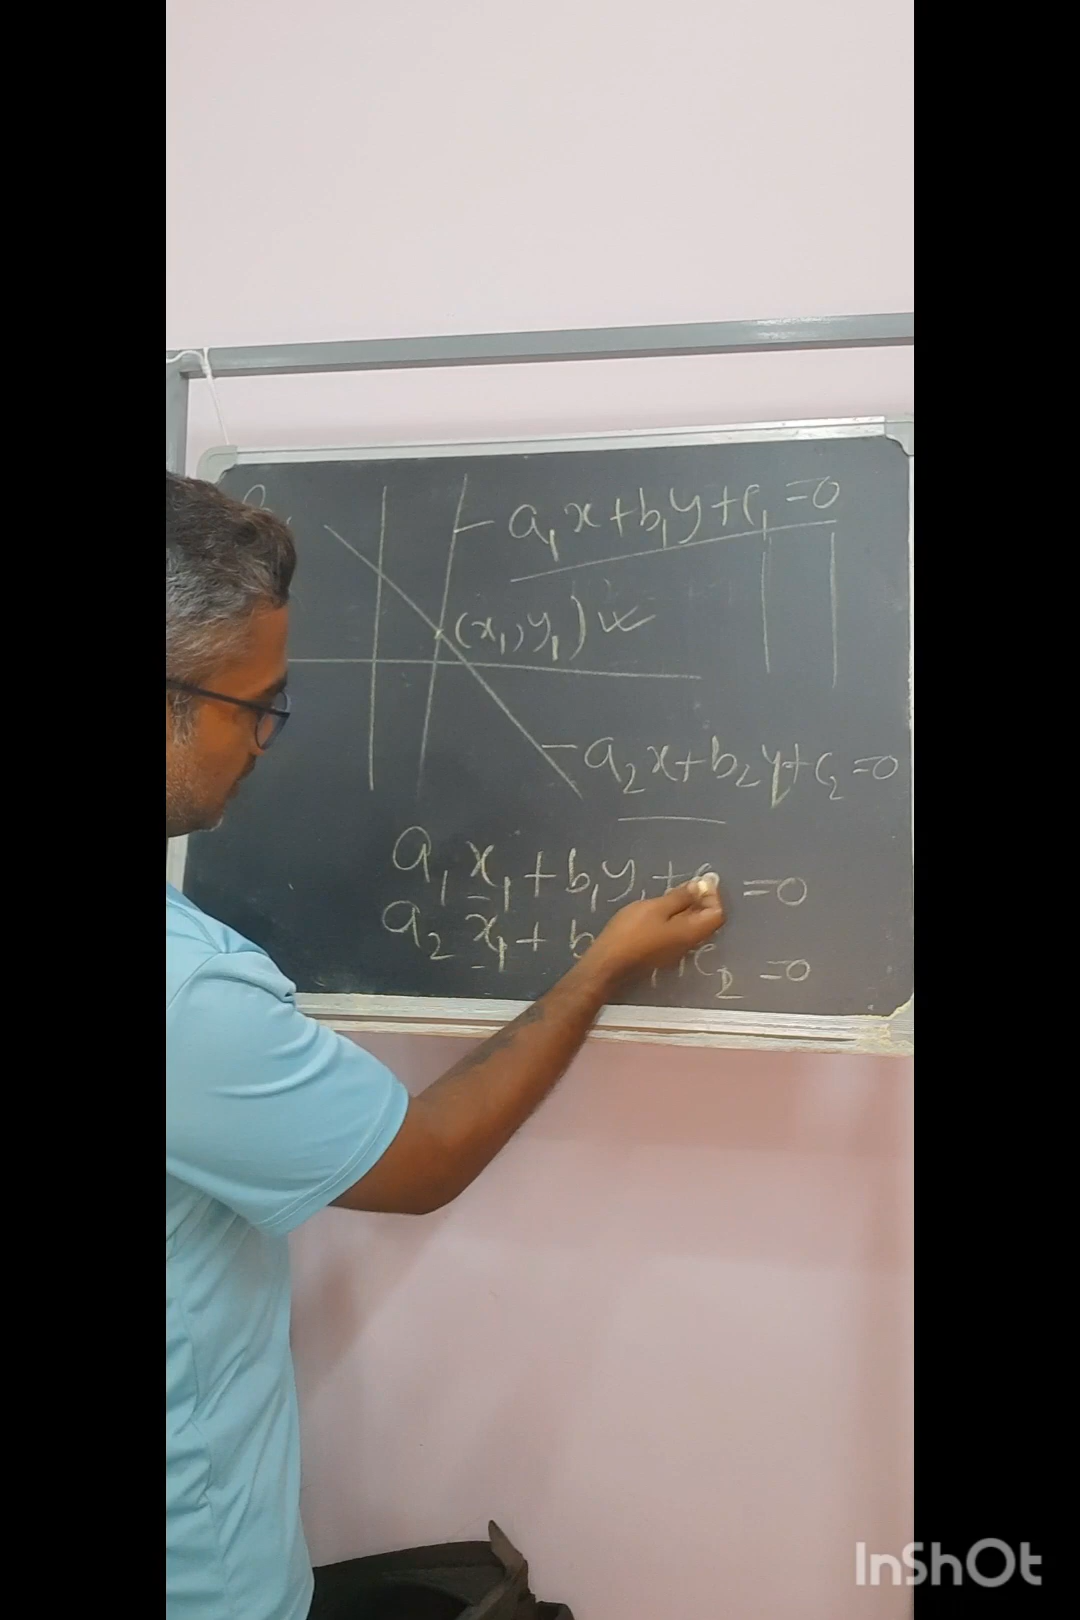 a₁x+b₁y+c₁=0
(x₁, y₁)
a₂x+b₂y+c₂=0
a₁x₁+b₁y₁+ =0
a₂x₁+b +c₂=0
InShOt